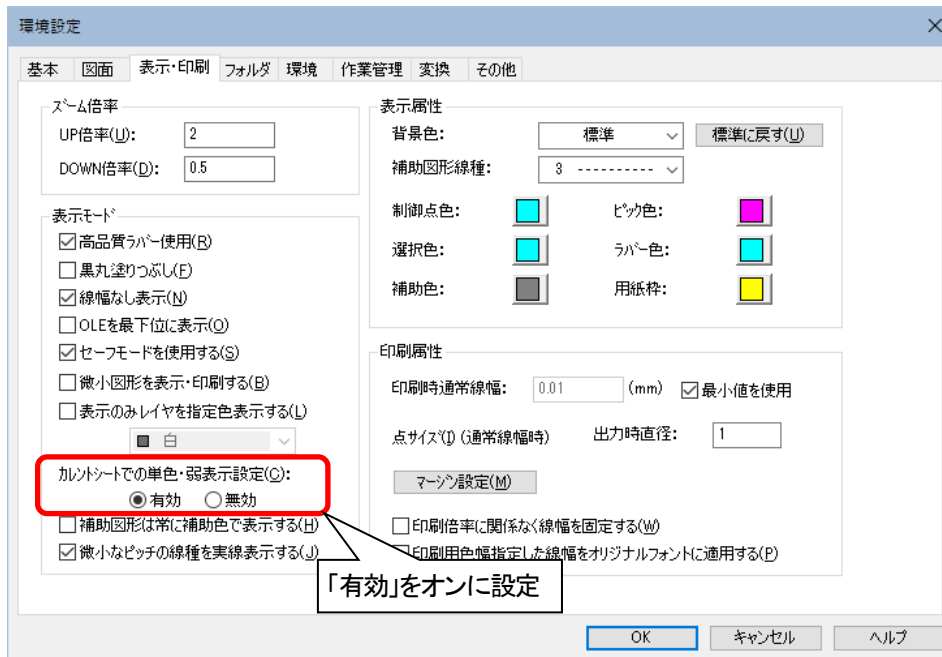 環境設定
基本 図面 表示・印刷 フォルダ 環境 作業管理 変換 その他
ズーム倍率
UP倍率(U): 2
DOWN倍率(D): 0.5
表示モード
高品質ラバー使用(R)
黒丸塗りつぶし(F)
線幅なし表示(N)
OLEを最下位に表示(O)
セーフモードを使用する(S)
微小図形を表示・印刷する(B)
表示のみレイヤを指定色表示する(L)
白
カレントシートでの単色・弱表示設定(C):
有効 無効
補助図形は常に補助色で表示する(H)
微小なピッチの線種を実線表示する(J)
表示属性
背景色: 標準 標準に戻す(U)
補助図形線種: 3 ----------
制御点色: ピック色:
選択色: ラバー色:
補助色: 用紙枠:
印刷属性
印刷時通常線幅: 0.01 (mm) 最小値を使用
点サイズ(I) (通常線幅時) 出力時直径: 1
マージン設定(M)
印刷倍率に関係なく線幅を固定する(W)
印刷用色幅指定した線幅をオリジナルフォントに適用する(P)
「有効」をオンに設定
OK キャンセル ヘルプ